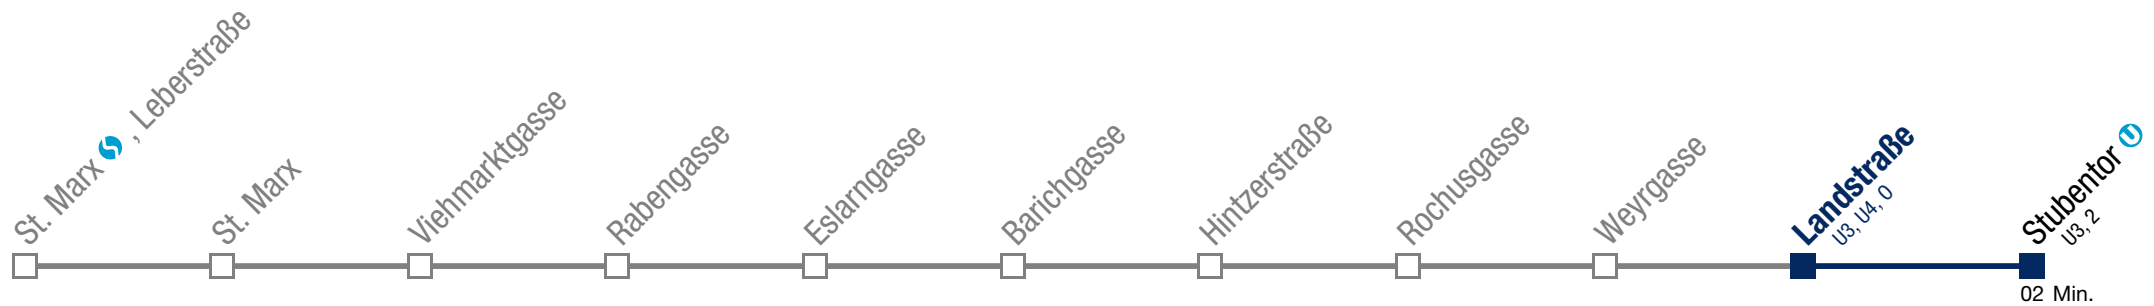 St. Marx S , Leberstraße
St. Marx
Viehmarktgasse
Rabengasse
Eslarngasse
Barichgasse
Hintzerstraße
Rochusgasse
Weyrgasse
Landstraße
U3, U4, O
Stubentor U
U3, 2
02 Min.